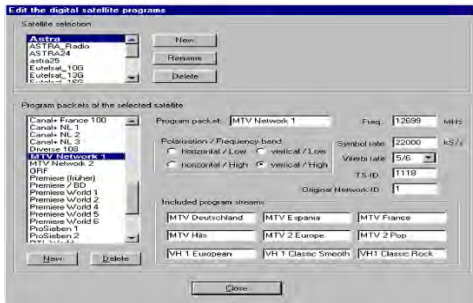 Edit the digital satellite programs
Satellite selection
Astra
ASTRA_Radio
ASTRA24
astra25
Eutelsat_10G
Eutelsat_13G
New
Rename
Delete
Program packets of the selected satelite
Canal+ France 100
Canal+ NL 1
Canal+ NL 2
Canal+ NL 3
Diverse 108
MTV Network 1
MTV Network 2
ORF
Premiere (früher)
Premiere / BD
Premiere World 1
Premiere World 2
Premiere World 4
Premiere World 5
Premiere World 6
ProSieben 1
ProSieben 2
New
Delete
Program packet:
MTV Network 1
Freq.:
12699
MHz
Polarisation / Frequency band
horizontal / Low
vertical / Low
horizontal / High
vertical / High
Symbol rate
22000
kS/s
Viterbi rate
5/6
TS-ID.
1118
Original Network-ID
1
Included program streams
MTV Deutschland
MTV Espania
MTV France
MTV Hits
MTV 2 Europe
MTV 2 Pop
VH 1 European
VH 1 Classic Smooth
VH1 Classic Rock
Close